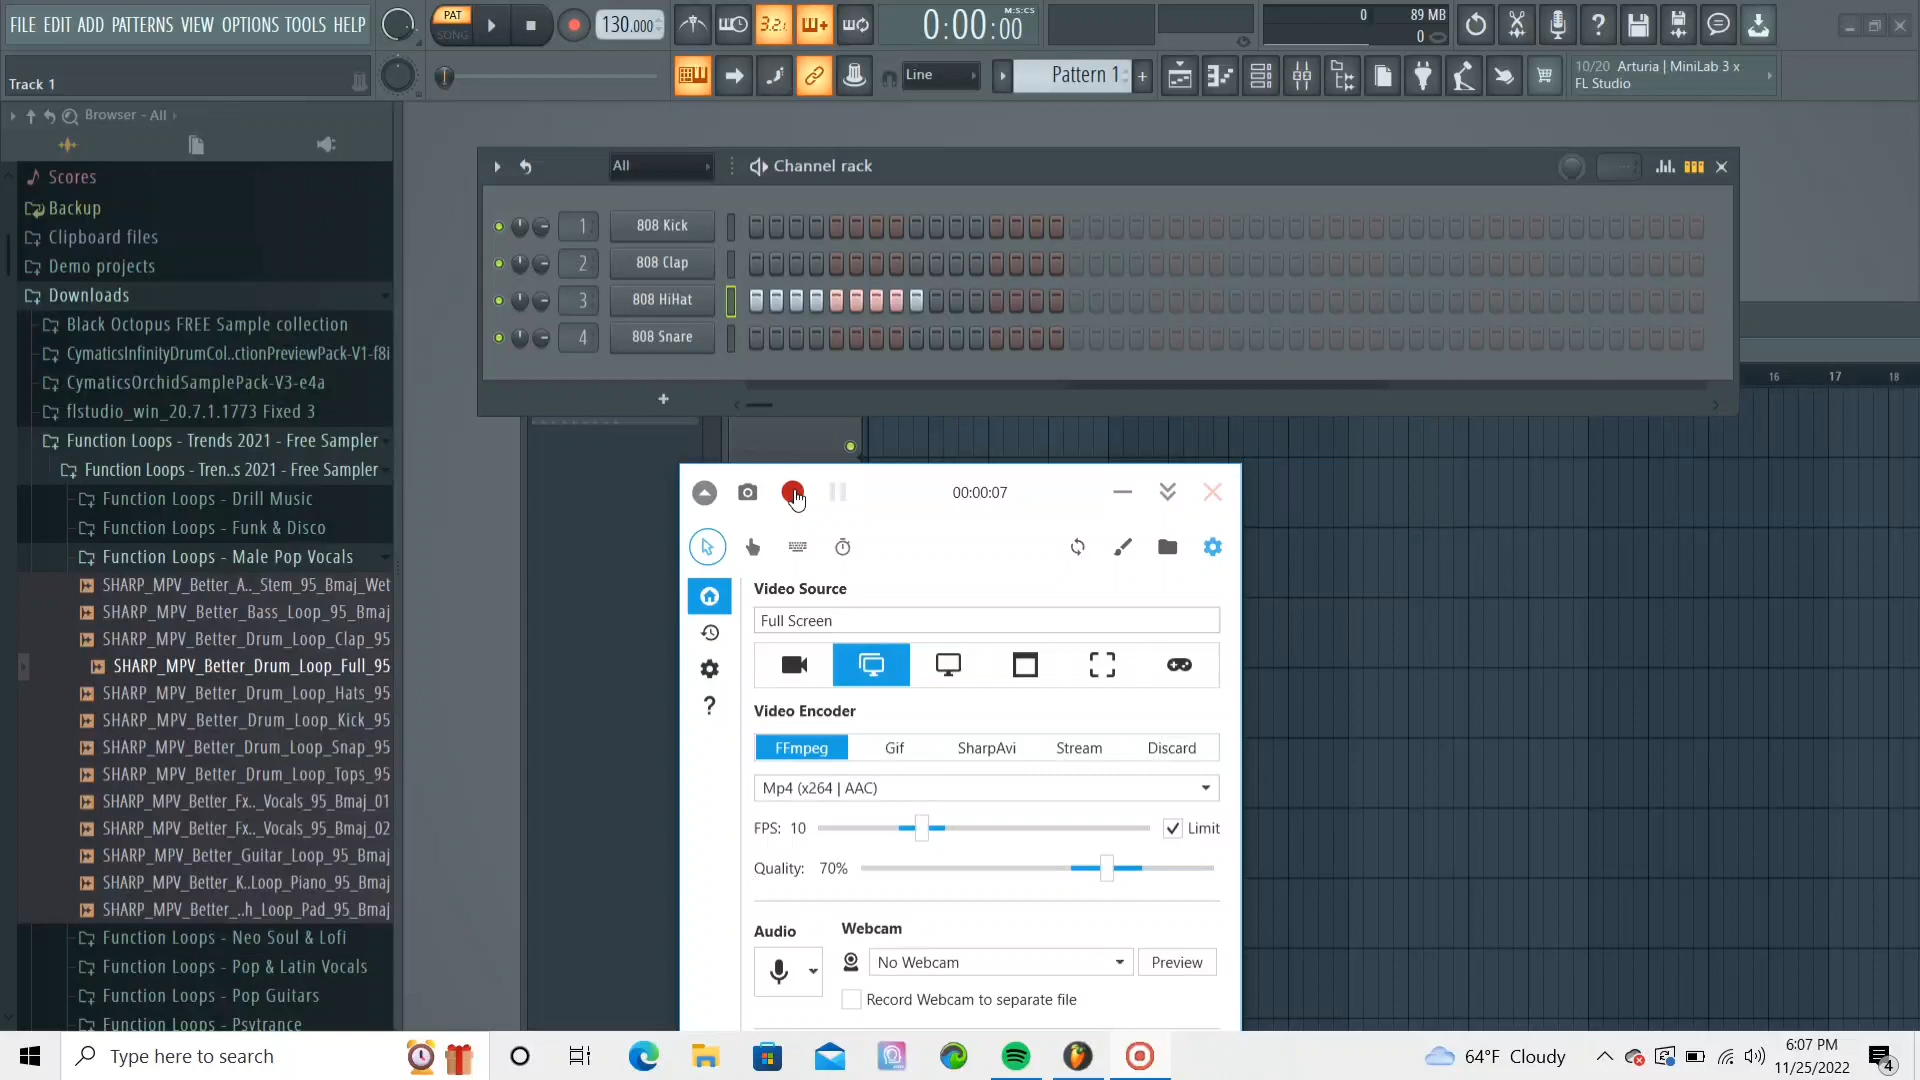 FILE EDIT ADD PATTERNS VIEW OPTIONS TOOLS HELP
PAT
SONG
130.000
3.2.
0:00:00
M:S:CS
0
89 MB
0
Track 1
Line
Pattern 1
+
10/20 Arturia | MiniLab 3 x
FL Studio
Browser - All
Scores
Backup
Clipboard files
Demo projects
Downloads
Black Octopus FREE Sample collection
CymaticsInfinityDrumCol..ctionPreviewPack-V1-f8i
CymaticsOrchidSamplePack-V3-e4a
flstudio_win_20.7.1.1773 Fixed 3
Function Loops - Trends 2021 - Free Sampler
Function Loops - Tren..s 2021 - Free Sampler
Function Loops - Drill Music
Function Loops - Funk & Disco
Function Loops - Male Pop Vocals
SHARP_MPV_Better_A.._Stem_95_Bmaj_Wet
SHARP_MPV_Better_Bass_Loop_95_Bmaj
SHARP_MPV_Better_Drum_Loop_Clap_95
SHARP_MPV_Better_Drum_Loop_Full_95
SHARP_MPV_Better_Drum_Loop_Hats_95
SHARP_MPV_Better_Drum_Loop_Kick_95
SHARP_MPV_Better_Drum_Loop_Snap_95
SHARP_MPV_Better_Drum_Loop_Tops_95
SHARP_MPV_Better_Fx.._Vocals_95_Bmaj_01
SHARP_MPV_Better_Fx.._Vocals_95_Bmaj_02
SHARP_MPV_Better_Guitar_Loop_95_Bmaj
SHARP_MPV_Better_K..Loop_Piano_95_Bmaj
SHARP_MPV_Better_..h_Loop_Pad_95_Bmaj
Function Loops - Neo Soul & Lofi
Function Loops - Pop & Latin Vocals
Function Loops - Pop Guitars
Function Loops - Psytrance
All
Channel rack
1 808 Kick
2 808 Clap
3 808 HiHat
4 808 Snare
+
16 17 18
00:00:07
Video Source
Full Screen
Video Encoder
FFmpeg Gif SharpAvi Stream Discard
Mp4 (x264 | AAC)
FPS: 10 Limit
Quality: 70%
Audio
Webcam
No Webcam
Preview
Record Webcam to separate file
Type here to search
64°F Cloudy
6:07 PM
11/25/2022
4